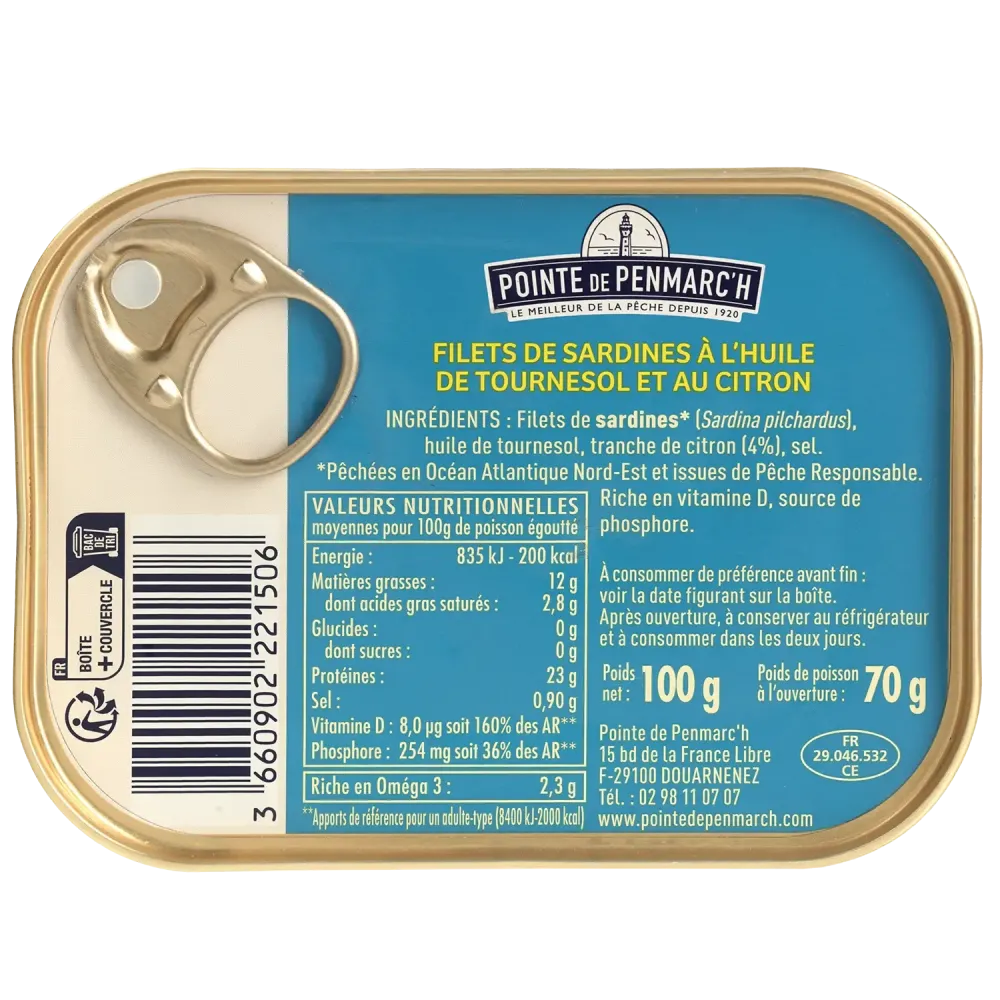 POINTE DE PENMARC'H
LE MEILLEUR DE LA PÊCHE DEPUIS 1920
FILETS DE SARDINES À L'HUILE
DE TOURNESOL ET AU CITRON
INGRÉDIENTS : Filets de sardines* (Sardina pilchardus),
huile de tournesol, tranche de citron (4%), sel.
*Pêchées en Océan Atlantique Nord-Est et issues de Pêche Responsable.
VALEURS NUTRITIONNELLES
moyennes pour 100g de poisson égoutté
Energie : 835 kJ - 200 kcal
Matières grasses : 12 g
dont acides gras saturés : 2,8 g
Glucides : 0 g
dont sucres : 0 g
Protéines : 23 g
Sel : 0,90 g
Vitamine D : 8,0 µg soit 160% des AR**
Phosphore : 254 mg soit 36% des AR**
Riche en Oméga 3 : 2,3 g
**Apports de référence pour un adulte-type (8400 kJ-2000 kcal)
Riche en vitamine D, source de
phosphore.
À consommer de préférence avant fin :
voir la date figurant sur la boîte.
Après ouverture, à conserver au réfrigérateur
et à consommer dans les deux jours.
Poids net : 100 g
Poids de poisson à l'ouverture : 70 g
Pointe de Penmarc'h
15 bd de la France Libre
F-29100 DOUARNENEZ
Tél. : 02 98 11 07 07
www.pointedepenmarch.com
FR
29.046.532
CE
FR
BOÎTE
+ COUVERCLE
BAC
DE
TRI
3 660902 221506